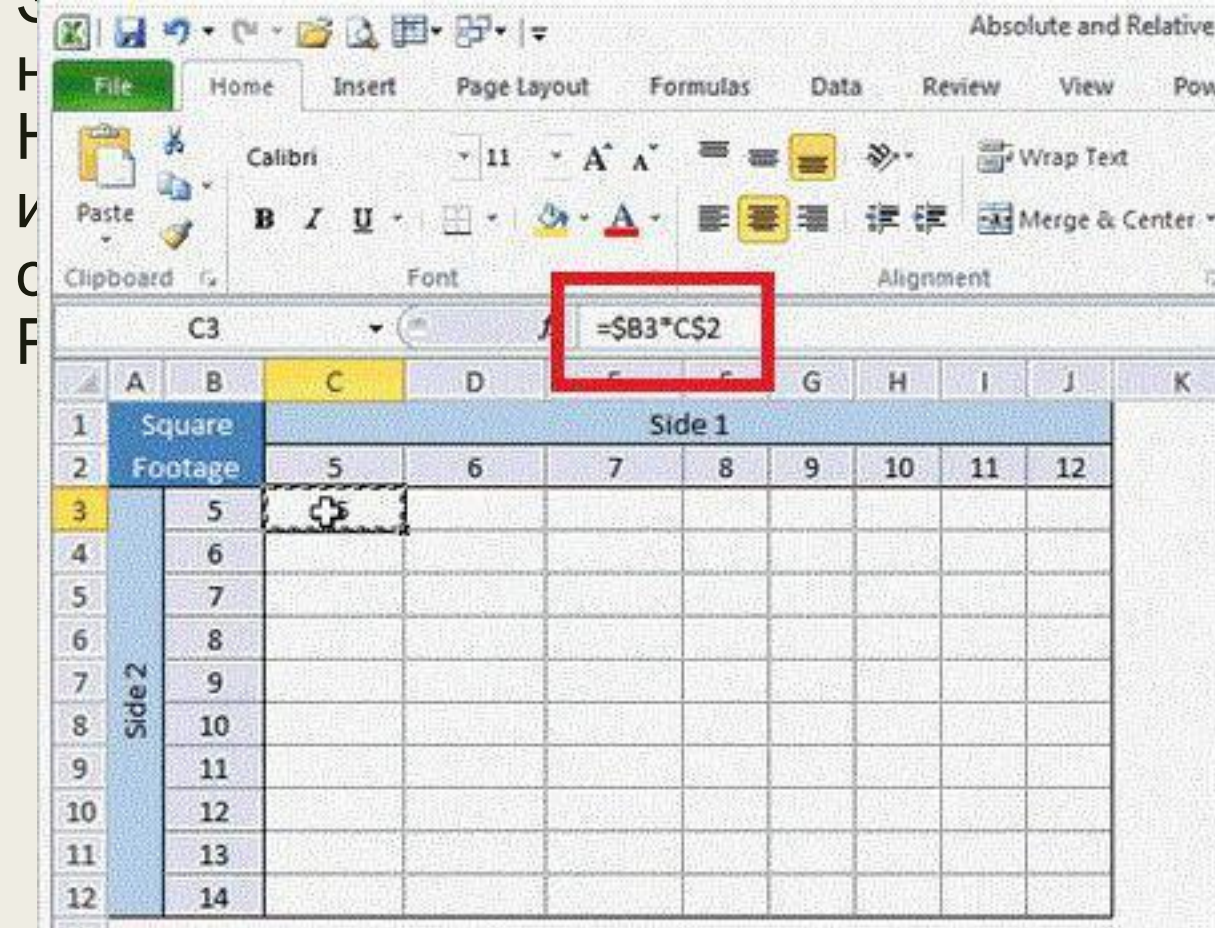 Absolute and Relative
File Home Insert Page Layout Formulas Data Review View
Calibri 11 A A Wrap Text
Paste B I U A Merge & Center
Clipboard Font Alignment
C3 =$B3*C$2
A B C D G H I J K
1 Square Side 1
2 Footage 5 6 7 8 9 10 11 12
3 5
4 6
5 7
6 8
7 9
8 10
9 11
10 12
11 13
12 14
Side 2